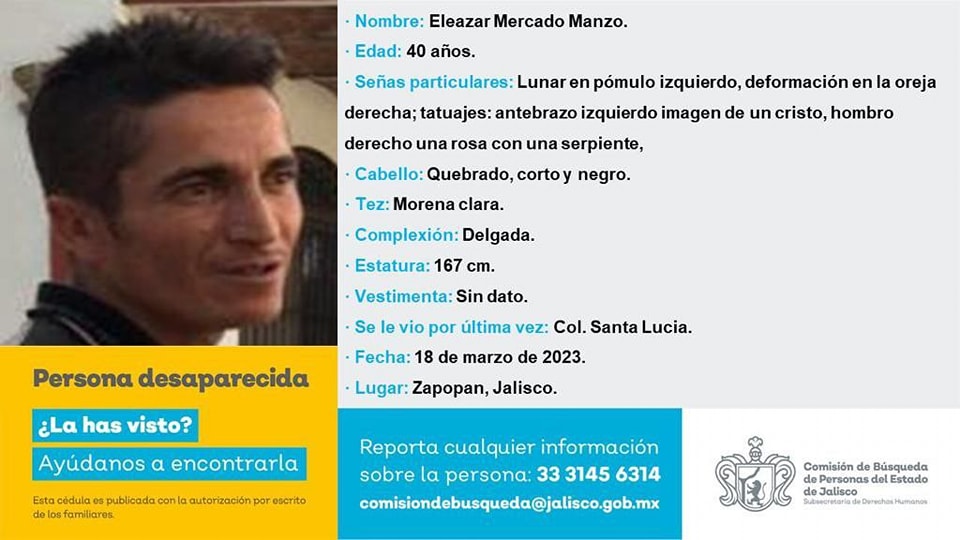 · Nombre: Eleazar Mercado Manzo.
· Edad: 40 años.
· Señas particulares: Lunar en pómulo izquierdo, deformación en la oreja
derecha; tatuajes: antebrazo izquierdo imagen de un cristo, hombro
derecho una rosa con una serpiente,
· Cabello: Quebrado, corto y negro.
· Tez: Morena clara.
· Complexión: Delgada.
· Estatura: 167 cm.
· Vestimenta: Sin dato.
· Se le vio por última vez: Col. Santa Lucia.
· Fecha: 18 de marzo de 2023.
· Lugar: Zapopan, Jalisco.
Persona desaparecida
¿La has visto?
Ayúdanos a encontrarla
Esta cédula es publicada con la autorización por escrito
de los familiares.
Reporta cualquier información
sobre la persona: 33 3145 6314
comisiondebusqueda@jalisco.gob.mx
Comisión de Búsqueda
de Personas del Estado
de Jalisco
Subsecretaría de Derechos Humanos